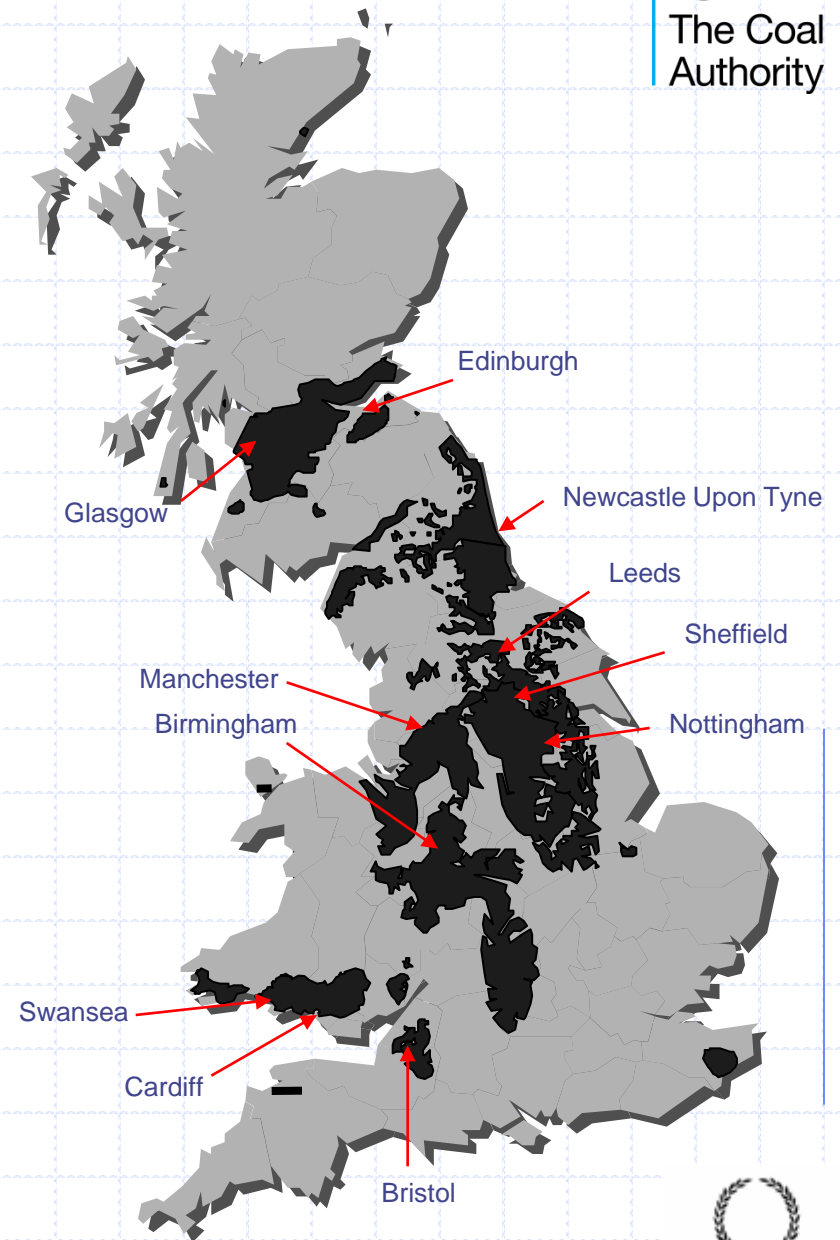 The Coal
Authority
Edinburgh
Glasgow
Newcastle Upon Tyne
Leeds
Sheffield
Manchester
Birmingham
Nottingham
Swansea
Cardiff
Bristol